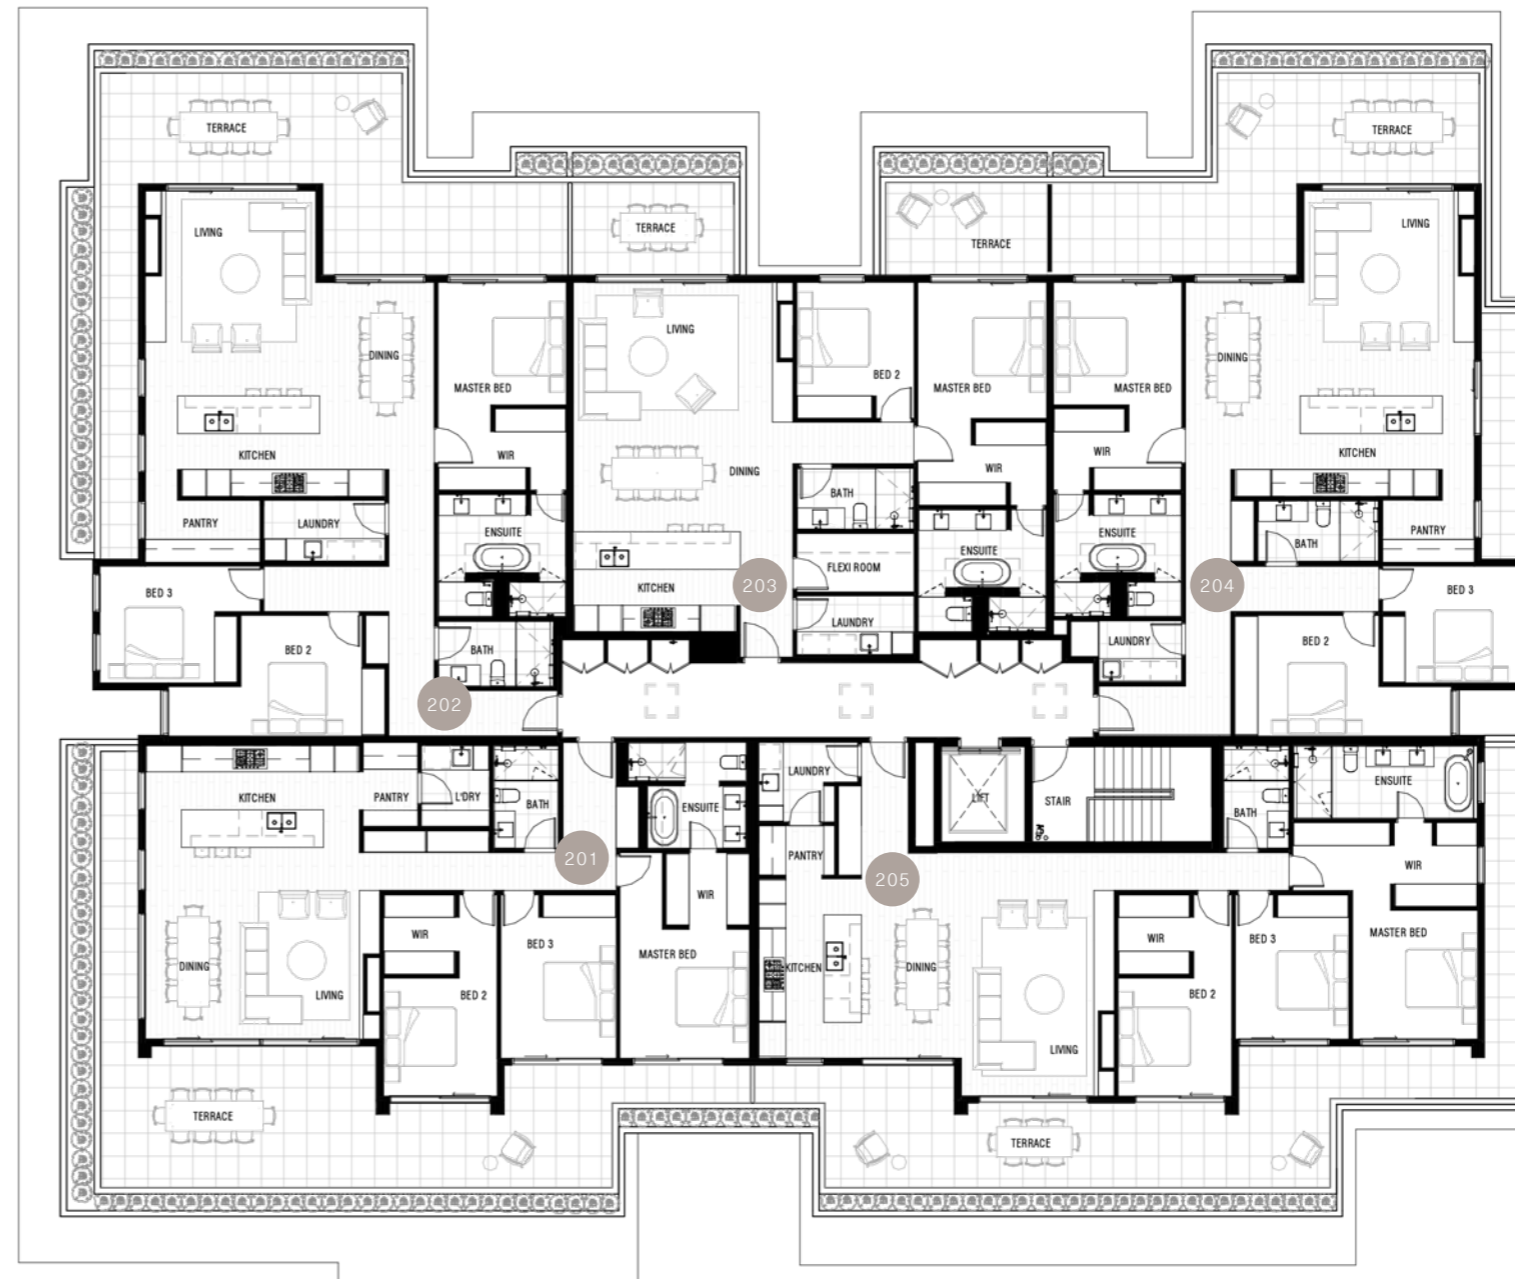 TERRACE
TERRACE
LIVING
TERRACE
TERRACE
LIVING
LIVING
DINING
MASTER BED
BED 2
MASTER BED
MASTER BED
DINING
KITCHEN
WIR
DINING
WIR
WIR
KITCHEN
PANTRY
LAUNDRY
ENSUITE
BATH
ENSUITE
ENSUITE
BATH
PANTRY
FLEXI ROOM
BED 3
KITCHEN
203
204
BED 3
BED 2
BATH
LAUNDRY
LAUNDRY
BED 2
202
KITCHEN
PANTRY
L'DRY
BATH
ENSUITE
LAUNDRY
LIFT
STAIR
BATH
ENSUITE
201
PANTRY
205
WIR
WIR
WIR
BED 3
MASTER BED
WIR
BED 3
MASTER BED
DINING
LIVING
BED 2
KITCHEN
DINING
BED 2
LIVING
TERRACE
TERRACE